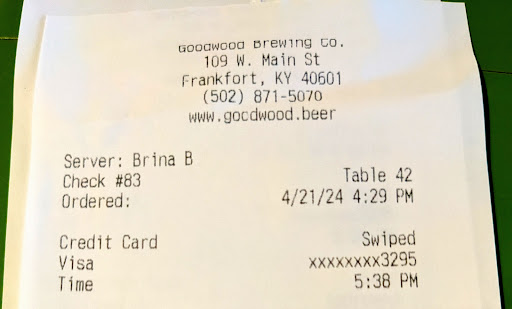 Goodwood Brewing Co.
109 W. Main St
Frankfort, KY 40601
(502) 871-5070
www.goodwood.beer
Server: Brina B
Check #83 Table 42
Ordered: 4/21/24 4:29 PM
Credit Card Swiped
Visa xxxxxxxx3295
Time 5:38 PM